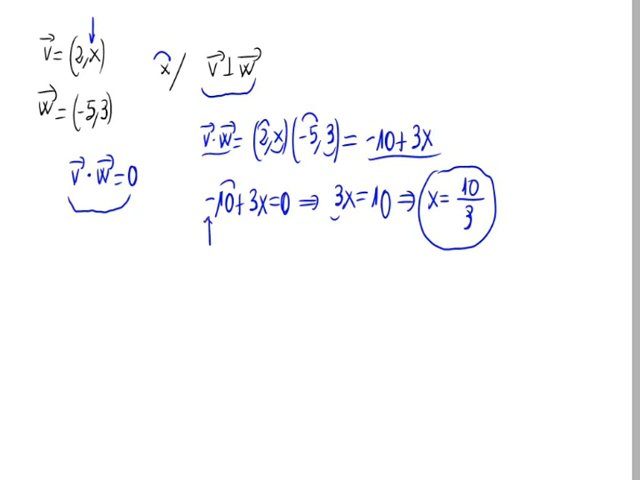 v⃗ = (2, x)
x / v⃗ ⊥ w⃗
w⃗ = (-5, 3)
v⃗ · w⃗ = (2, x)(-5, 3) = -10 + 3x
v⃗ · w⃗ = 0
-10 + 3x = 0 ⇒ 3x = 10 ⇒ x = 10/3